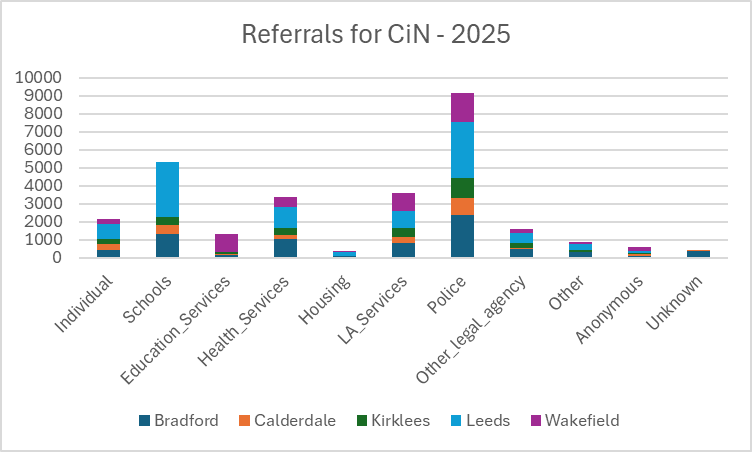 Referrals for CiN - 2025
10000
9000
8000
7000
6000
5000
4000
3000
2000
1000
0
Individual
Schools
Education_Services
Health_Services
Housing
LA_Services
Police
Other_legal_agency
Other
Anonymous
Unknown
Bradford Calderdale Kirklees Leeds Wakefield